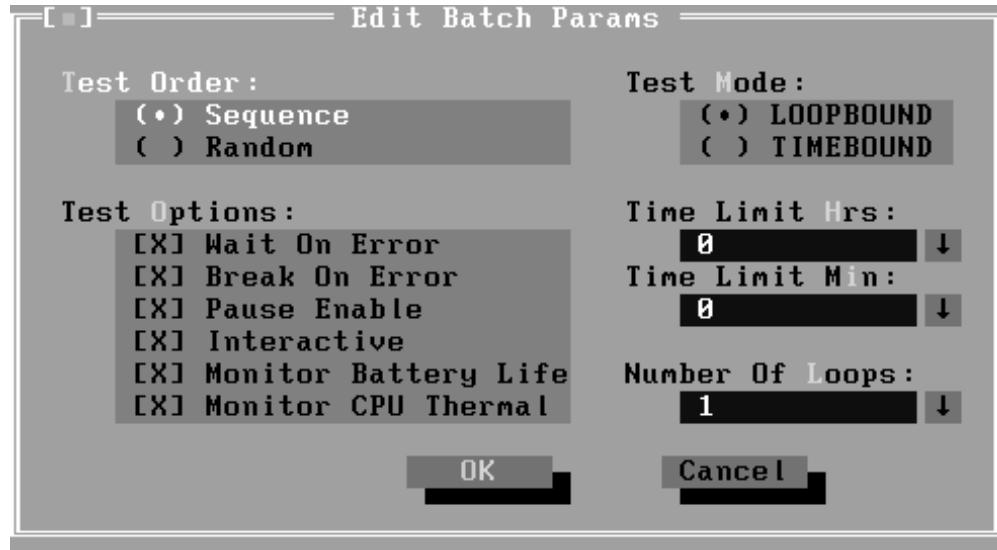 [■] Edit Batch Params
Test Order:
(•) Sequence
( ) Random
Test Mode:
(•) LOOPBOUND
( ) TIMEBOUND
Test Options:
[X] Wait On Error
[X] Break On Error
[X] Pause Enable
[X] Interactive
[X] Monitor Battery Life
[X] Monitor CPU Thermal
Time Limit Hrs:
0 ↓
Time Limit Min:
0 ↓
Number Of Loops:
1 ↓
OK Cancel